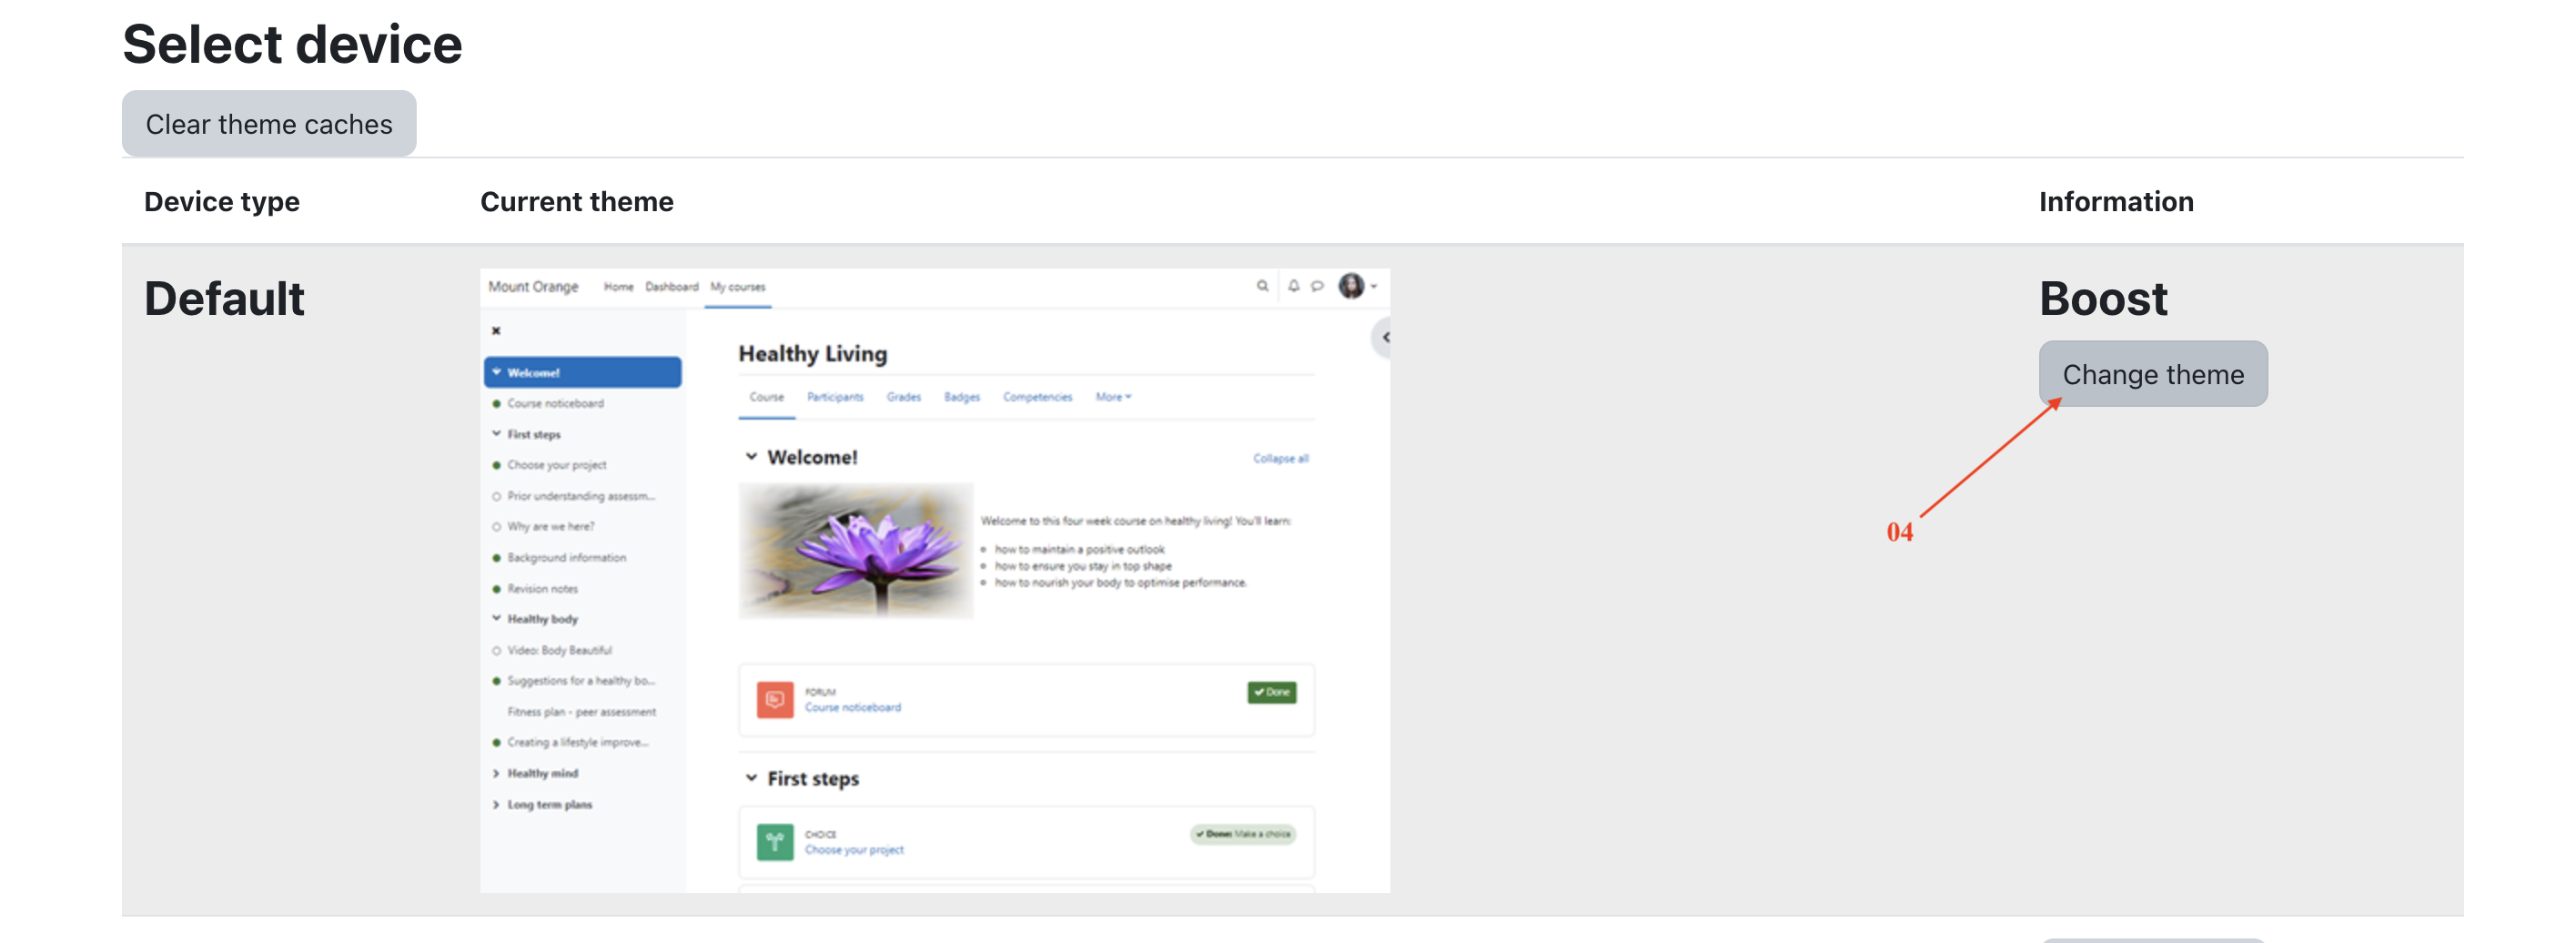 Select device
Clear theme caches
Device type Current theme Information
Default
Mount Orange Home Dashboard My courses
Welcome!
Course noticeboard
First steps
Choose your project
Prior understanding assessm...
Why are we here?
Background information
Revision notes
Healthy body
Video: Body Beautiful
Suggestions for a healthy bo...
Fitness plan - peer assessment
Creating a lifestyle improve...
Healthy mind
Long term plans
Healthy Living
Course Participants Grades Badges Competencies More
Welcome! Collapse all
Welcome to this four week course on healthy living! You'll learn:
how to maintain a positive outlook
how to ensure you stay in top shape
how to nourish your body to optimise performance.
FORUM
Course noticeboard
Done
First steps
CHOICE
Choose your project
Done: Make a choice
Boost
Change theme
04